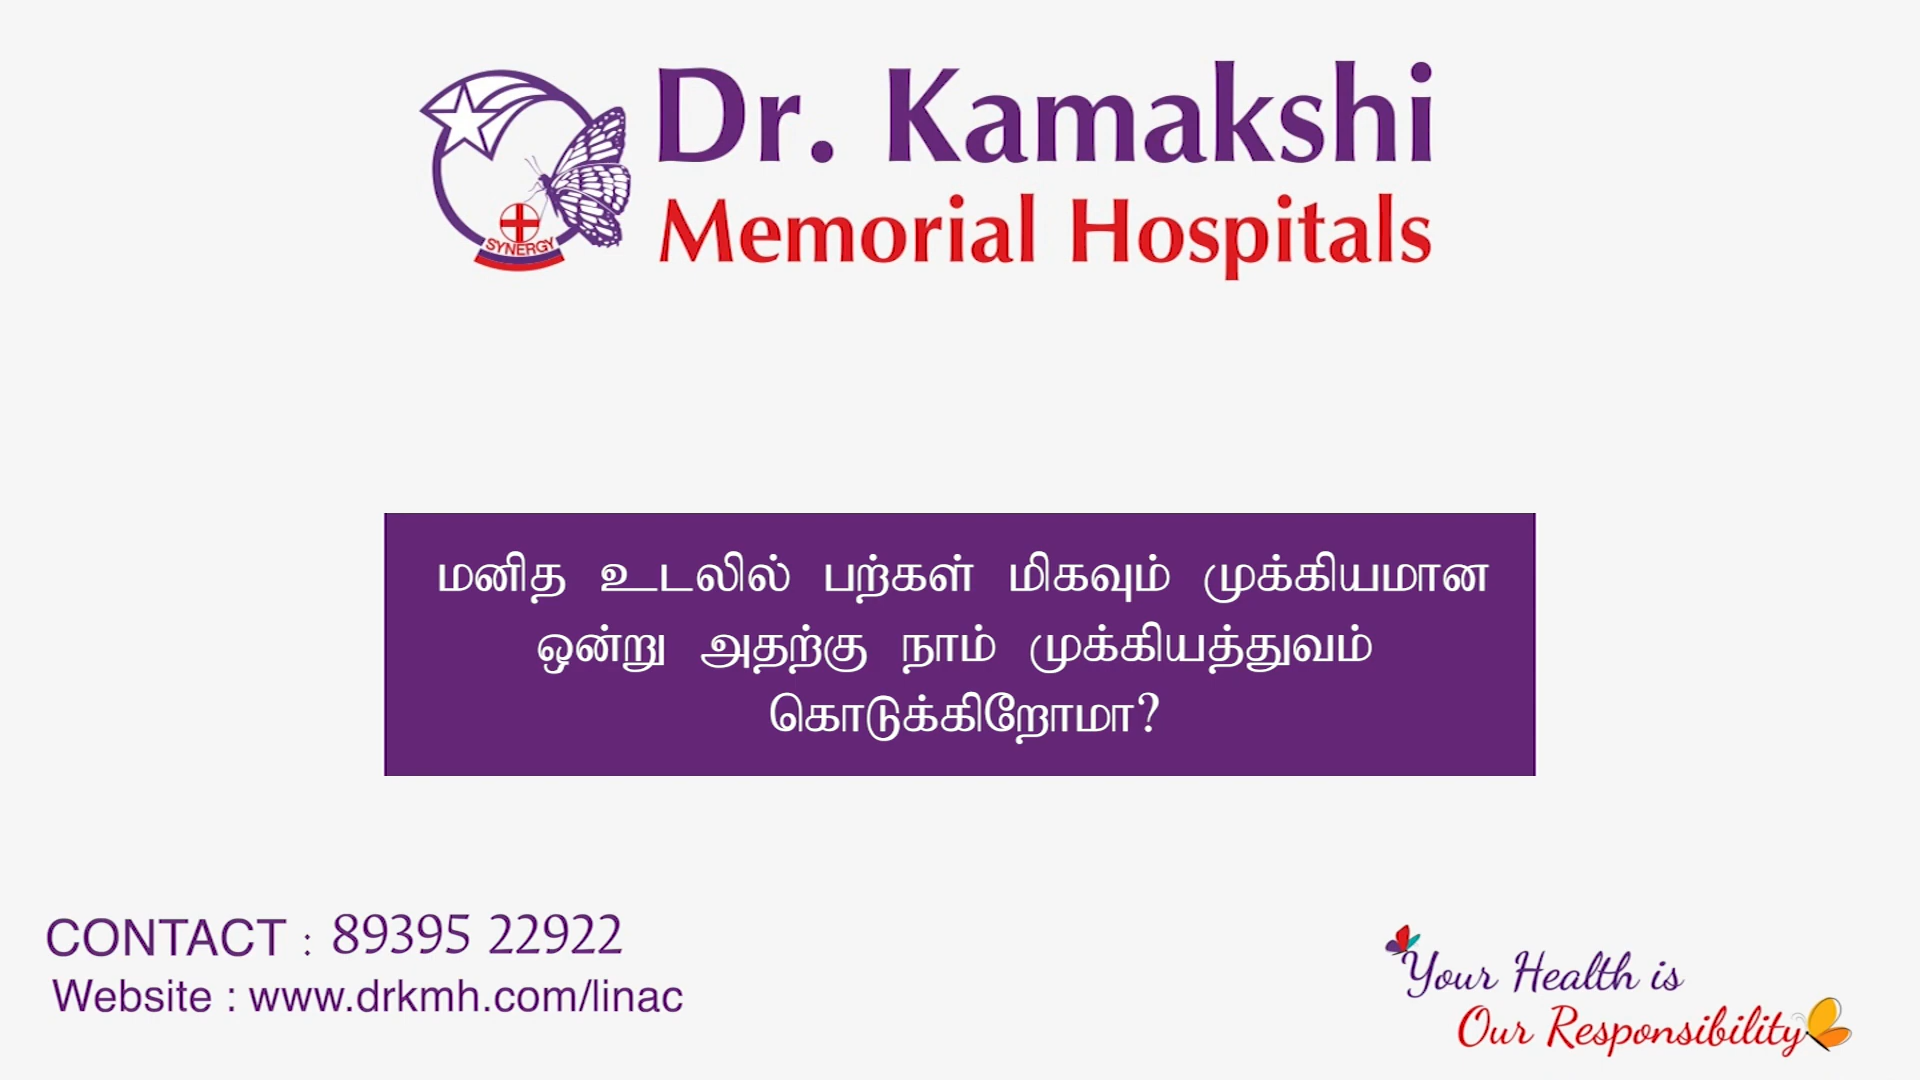 Dr. Kamakshi
Memorial Hospitals
SYNERGY
மனித உடலில் பற்கள் மிகவும் முக்கியமான
ஒன்று அதற்கு நாம் முக்கியத்துவம்
கொடுக்கிறோமா?
CONTACT : 89395 22922
Website : www.drkmh.com/linac
Your Health is
Our Responsibility